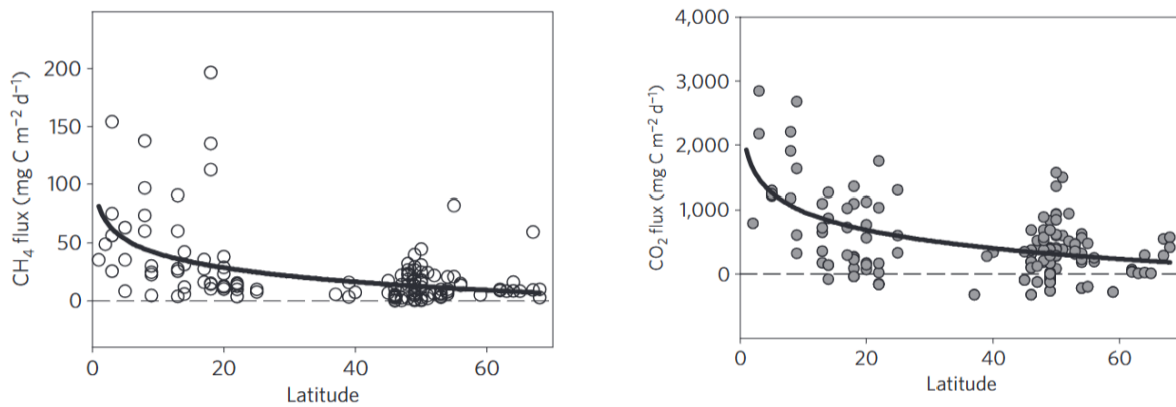 CH₄ flux (mg C m⁻² d⁻¹)
200
150
100
50
0
0 20 40 60
Latitude
CO₂ flux (mg C m⁻² d⁻¹)
4,000
3,000
2,000
1,000
0
0 20 40 60
Latitude